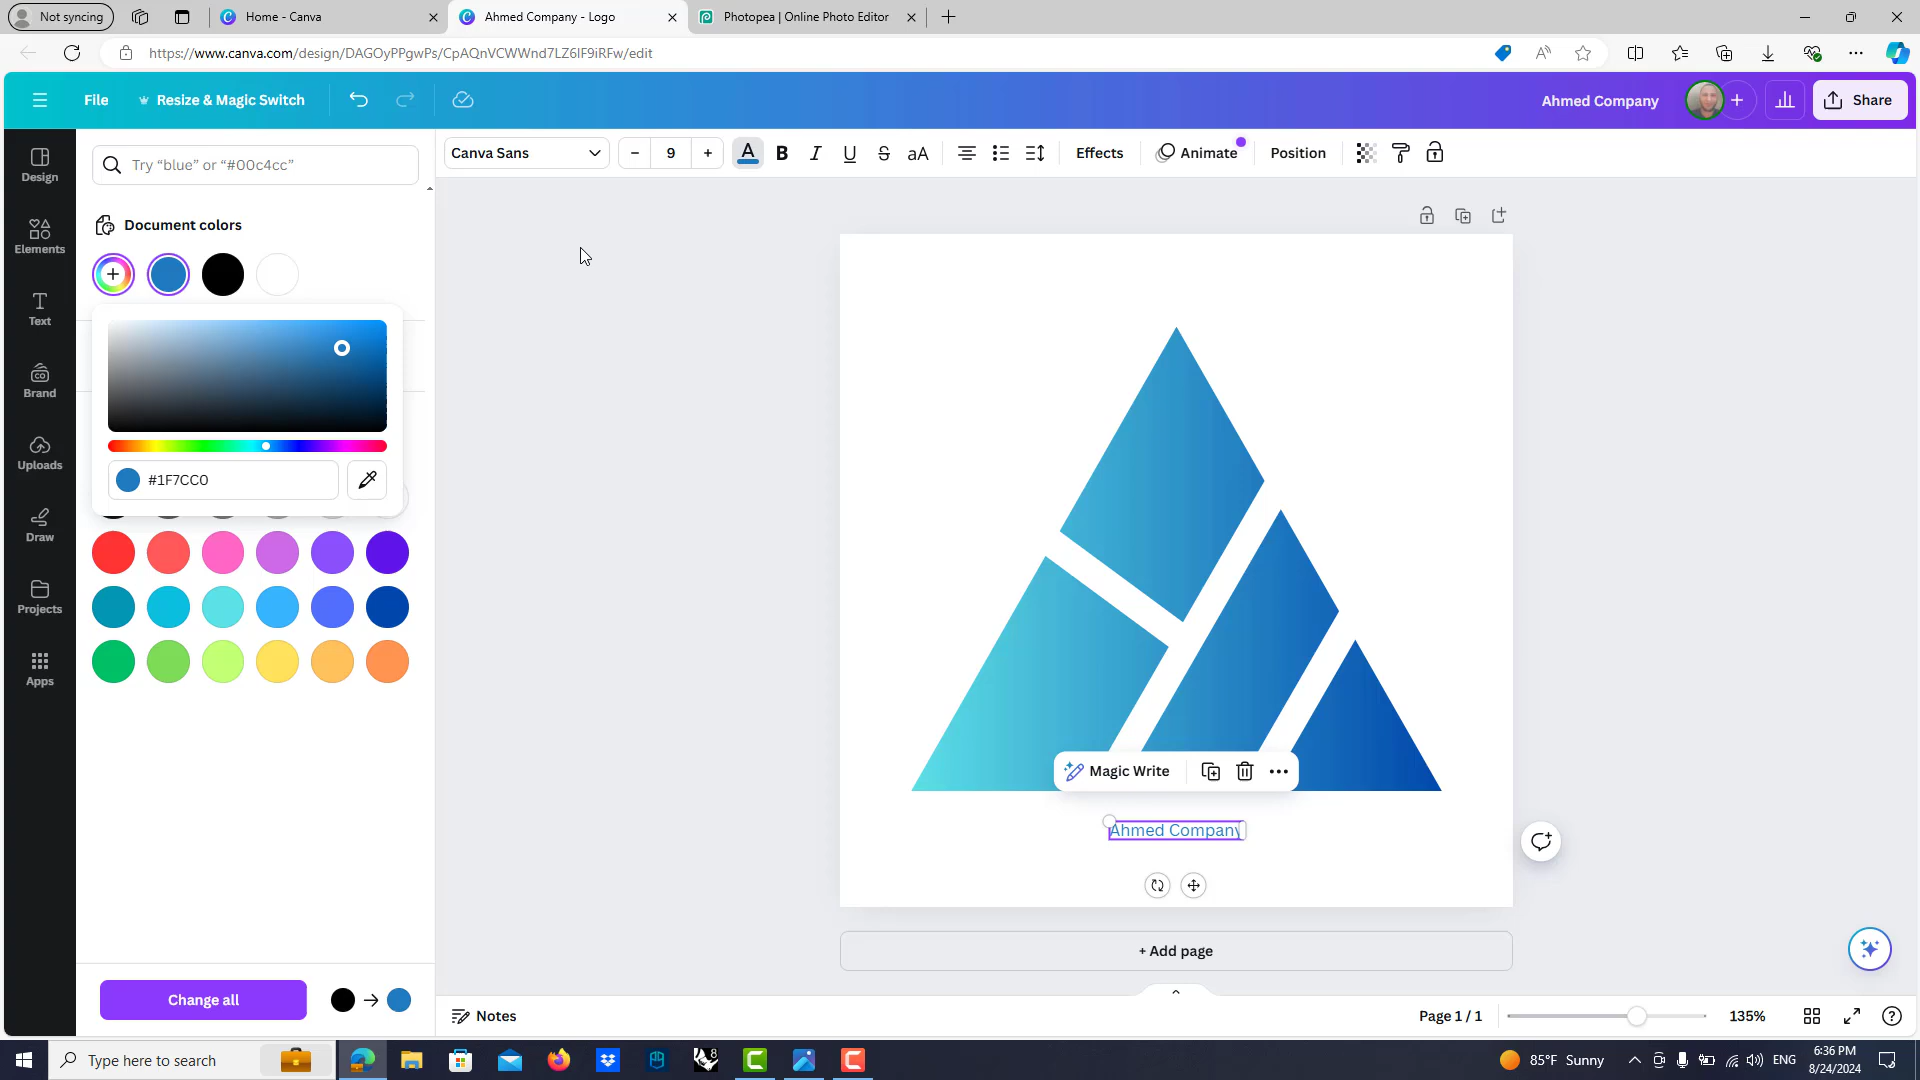 Not syncing
Home - Canva
Ahmed Company - Logo
Photopea | Online Photo Editor
https://www.canva.com/design/DAGOyPPgwPs/CpAQnVCWWnd7LZ6lF9iRFw/edit
File
Resize & Magic Switch
Ahmed Company
Share
Design
Elements
Text
Brand
Uploads
Draw
Projects
Apps
Try “blue” or “#00c4cc”
Document colors
#1F7CC0
Change all
Canva Sans
9
A
B
I
U
S
aA
Effects
Animate
Position
Magic Write
Ahmed Company
+ Add page
Notes
Page 1 / 1
135%
Type here to search
85°F Sunny
ENG
6:36 PM
8/24/2024